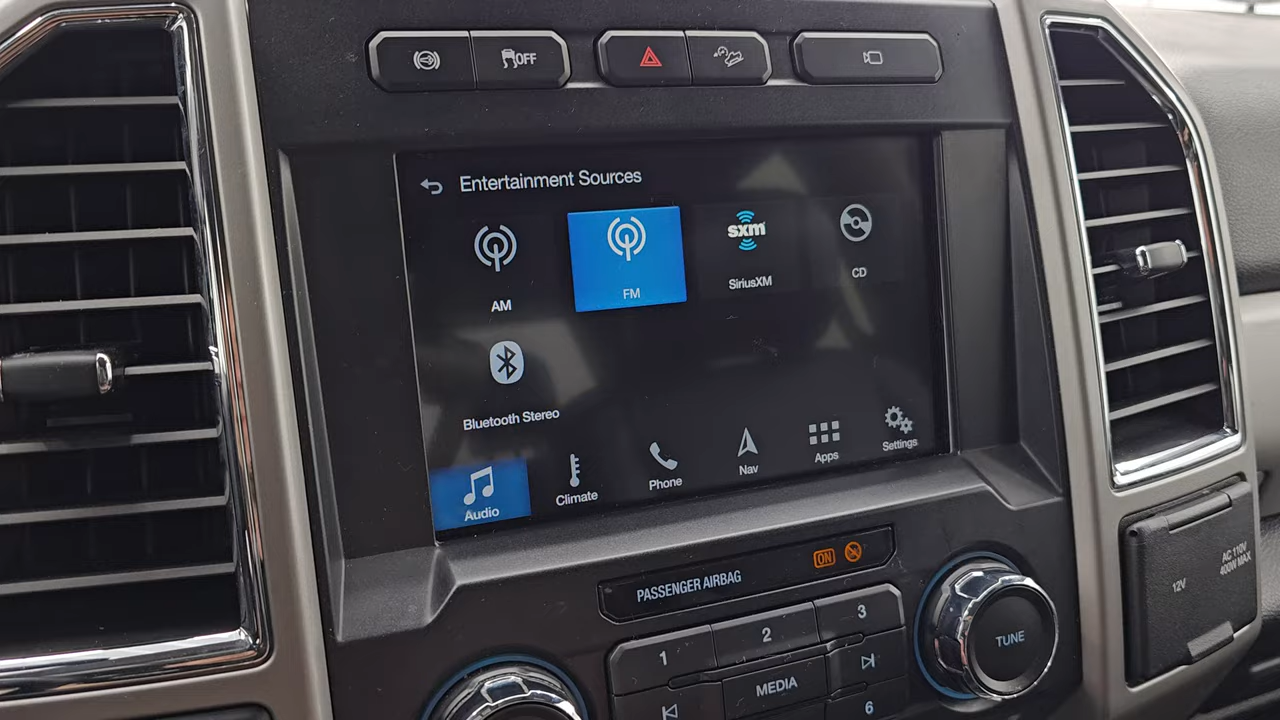 OFF
Entertainment Sources
AM
FM
sxm
SiriusXM
CD
Bluetooth Stereo
Audio
Climate
Phone
Nav
Apps
Settings
PASSENGER AIRBAG
ON
1
2
3
MEDIA
6
TUNE
12V
AC 110V
400W MAX